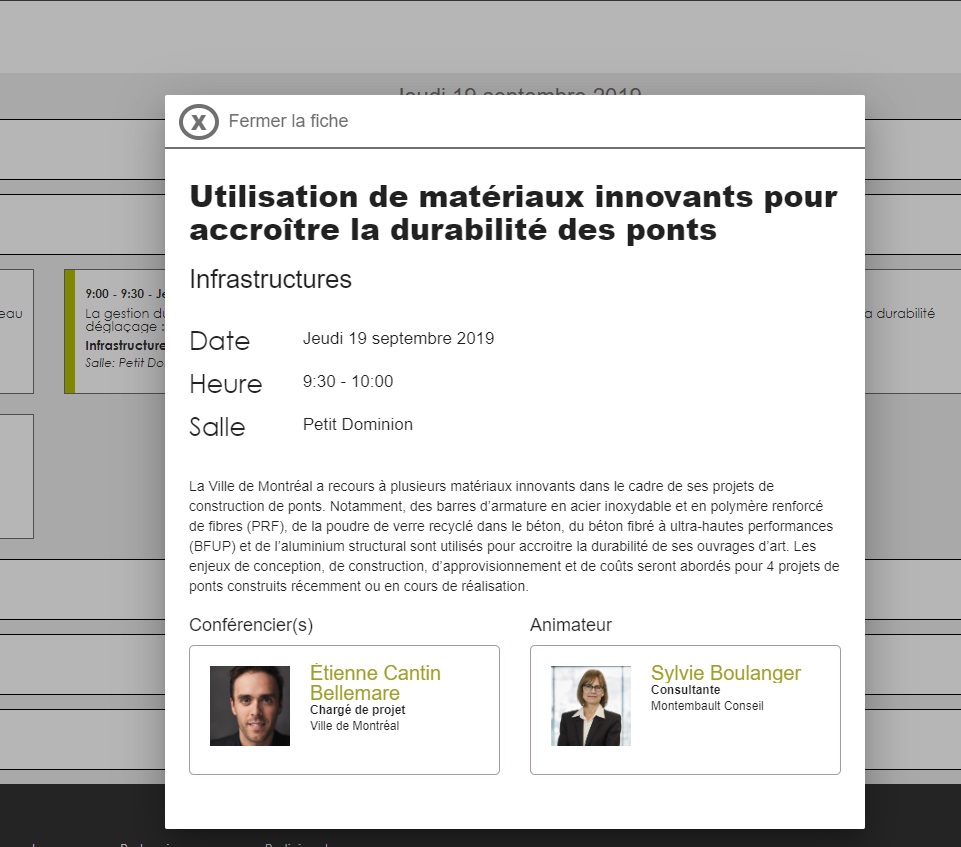 Jeudi 19 septembre 2019
X Fermer la fiche
Utilisation de matériaux innovants pour
accroître la durabilité des ponts
Infrastructures
Date Jeudi 19 septembre 2019
Heure 9:30 - 10:00
Salle Petit Dominion
La Ville de Montréal a recours à plusieurs matériaux innovants dans le cadre de ses projets de
construction de ponts. Notamment, des barres d’armature en acier inoxydable et en polymère renforcé
de fibres (PRF), de la poudre de verre recyclé dans le béton, du béton fibré à ultra-hautes performances
(BFUP) et de l’aluminium structural sont utilisés pour accroitre la durabilité de ses ouvrages d’art. Les
enjeux de conception, de construction, d’approvisionnement et de coûts seront abordés pour 4 projets de
ponts construits récemment ou en cours de réalisation.
Conférencier(s)
Étienne Cantin
Bellemare
Chargé de projet
Ville de Montréal
Animateur
Sylvie Boulanger
Consultante
Montembault Conseil
eau
9:00 - 9:30 - Je
La gestion du
déglaçage :
Infrastructure
Salle: Petit Do
a durabilité